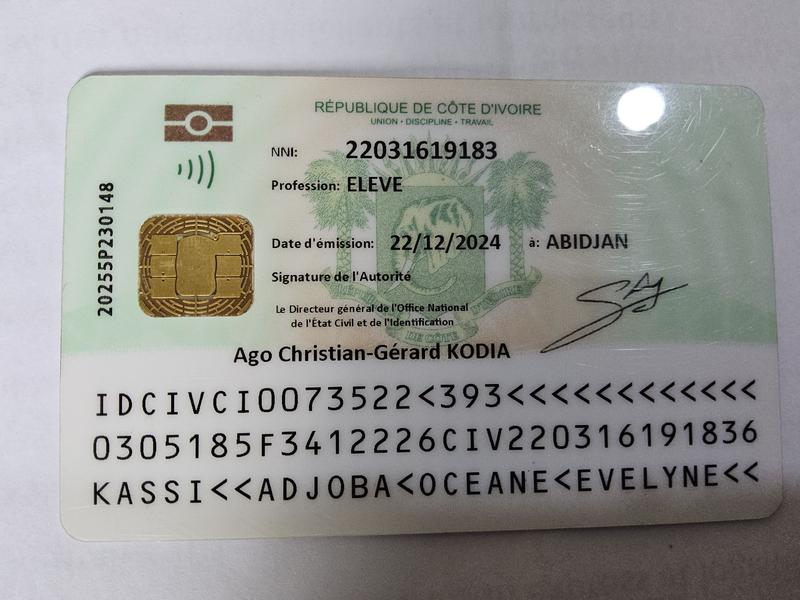 RÉPUBLIQUE DE CÔTE D'IVOIRE
UNION • DISCIPLINE • TRAVAIL
NNI: 22031619183
Profession: ELEVE
20255P230148
Date d'émission: 22/12/2024 à: ABIDJAN
Signature de l'Autorité
Le Directeur général de l'Office National
de l'État Civil et de l'Identification
Ago Christian-Gérard KODIA
IDCIVCI0073522<393<<<<<<<<<<<<
0305185F3412226CIV220316191836
KASSI<<ADJOBA<OCEANE<EVELYNE<<